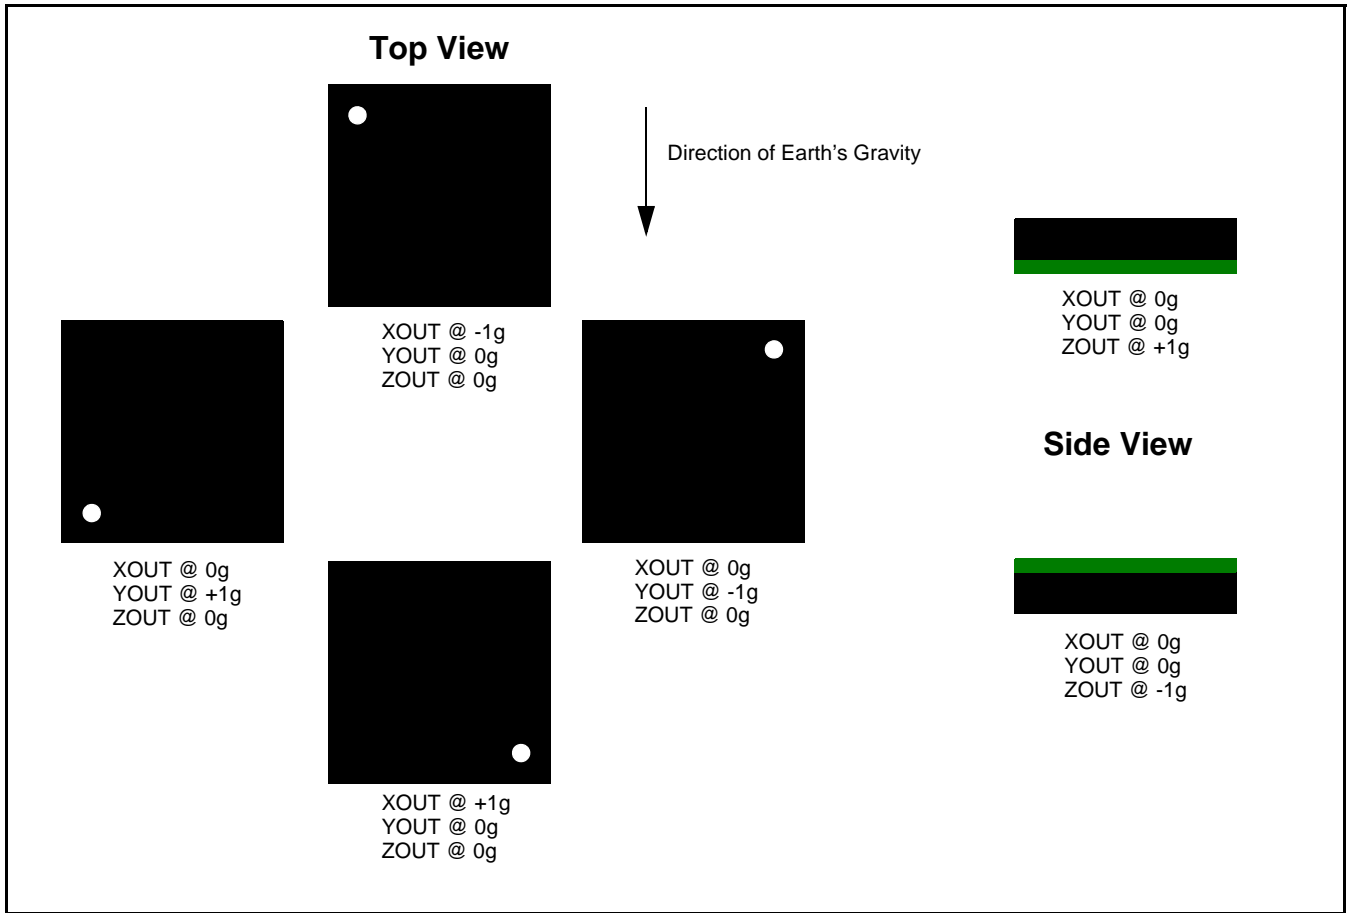 Top View
Direction of Earth's Gravity
XOUT @ -1g
YOUT @ 0g
ZOUT @ 0g
XOUT @ 0g
YOUT @ +1g
ZOUT @ 0g
XOUT @ 0g
YOUT @ -1g
ZOUT @ 0g
XOUT @ +1g
YOUT @ 0g
ZOUT @ 0g
XOUT @ 0g
YOUT @ 0g
ZOUT @ +1g
Side View
XOUT @ 0g
YOUT @ 0g
ZOUT @ -1g